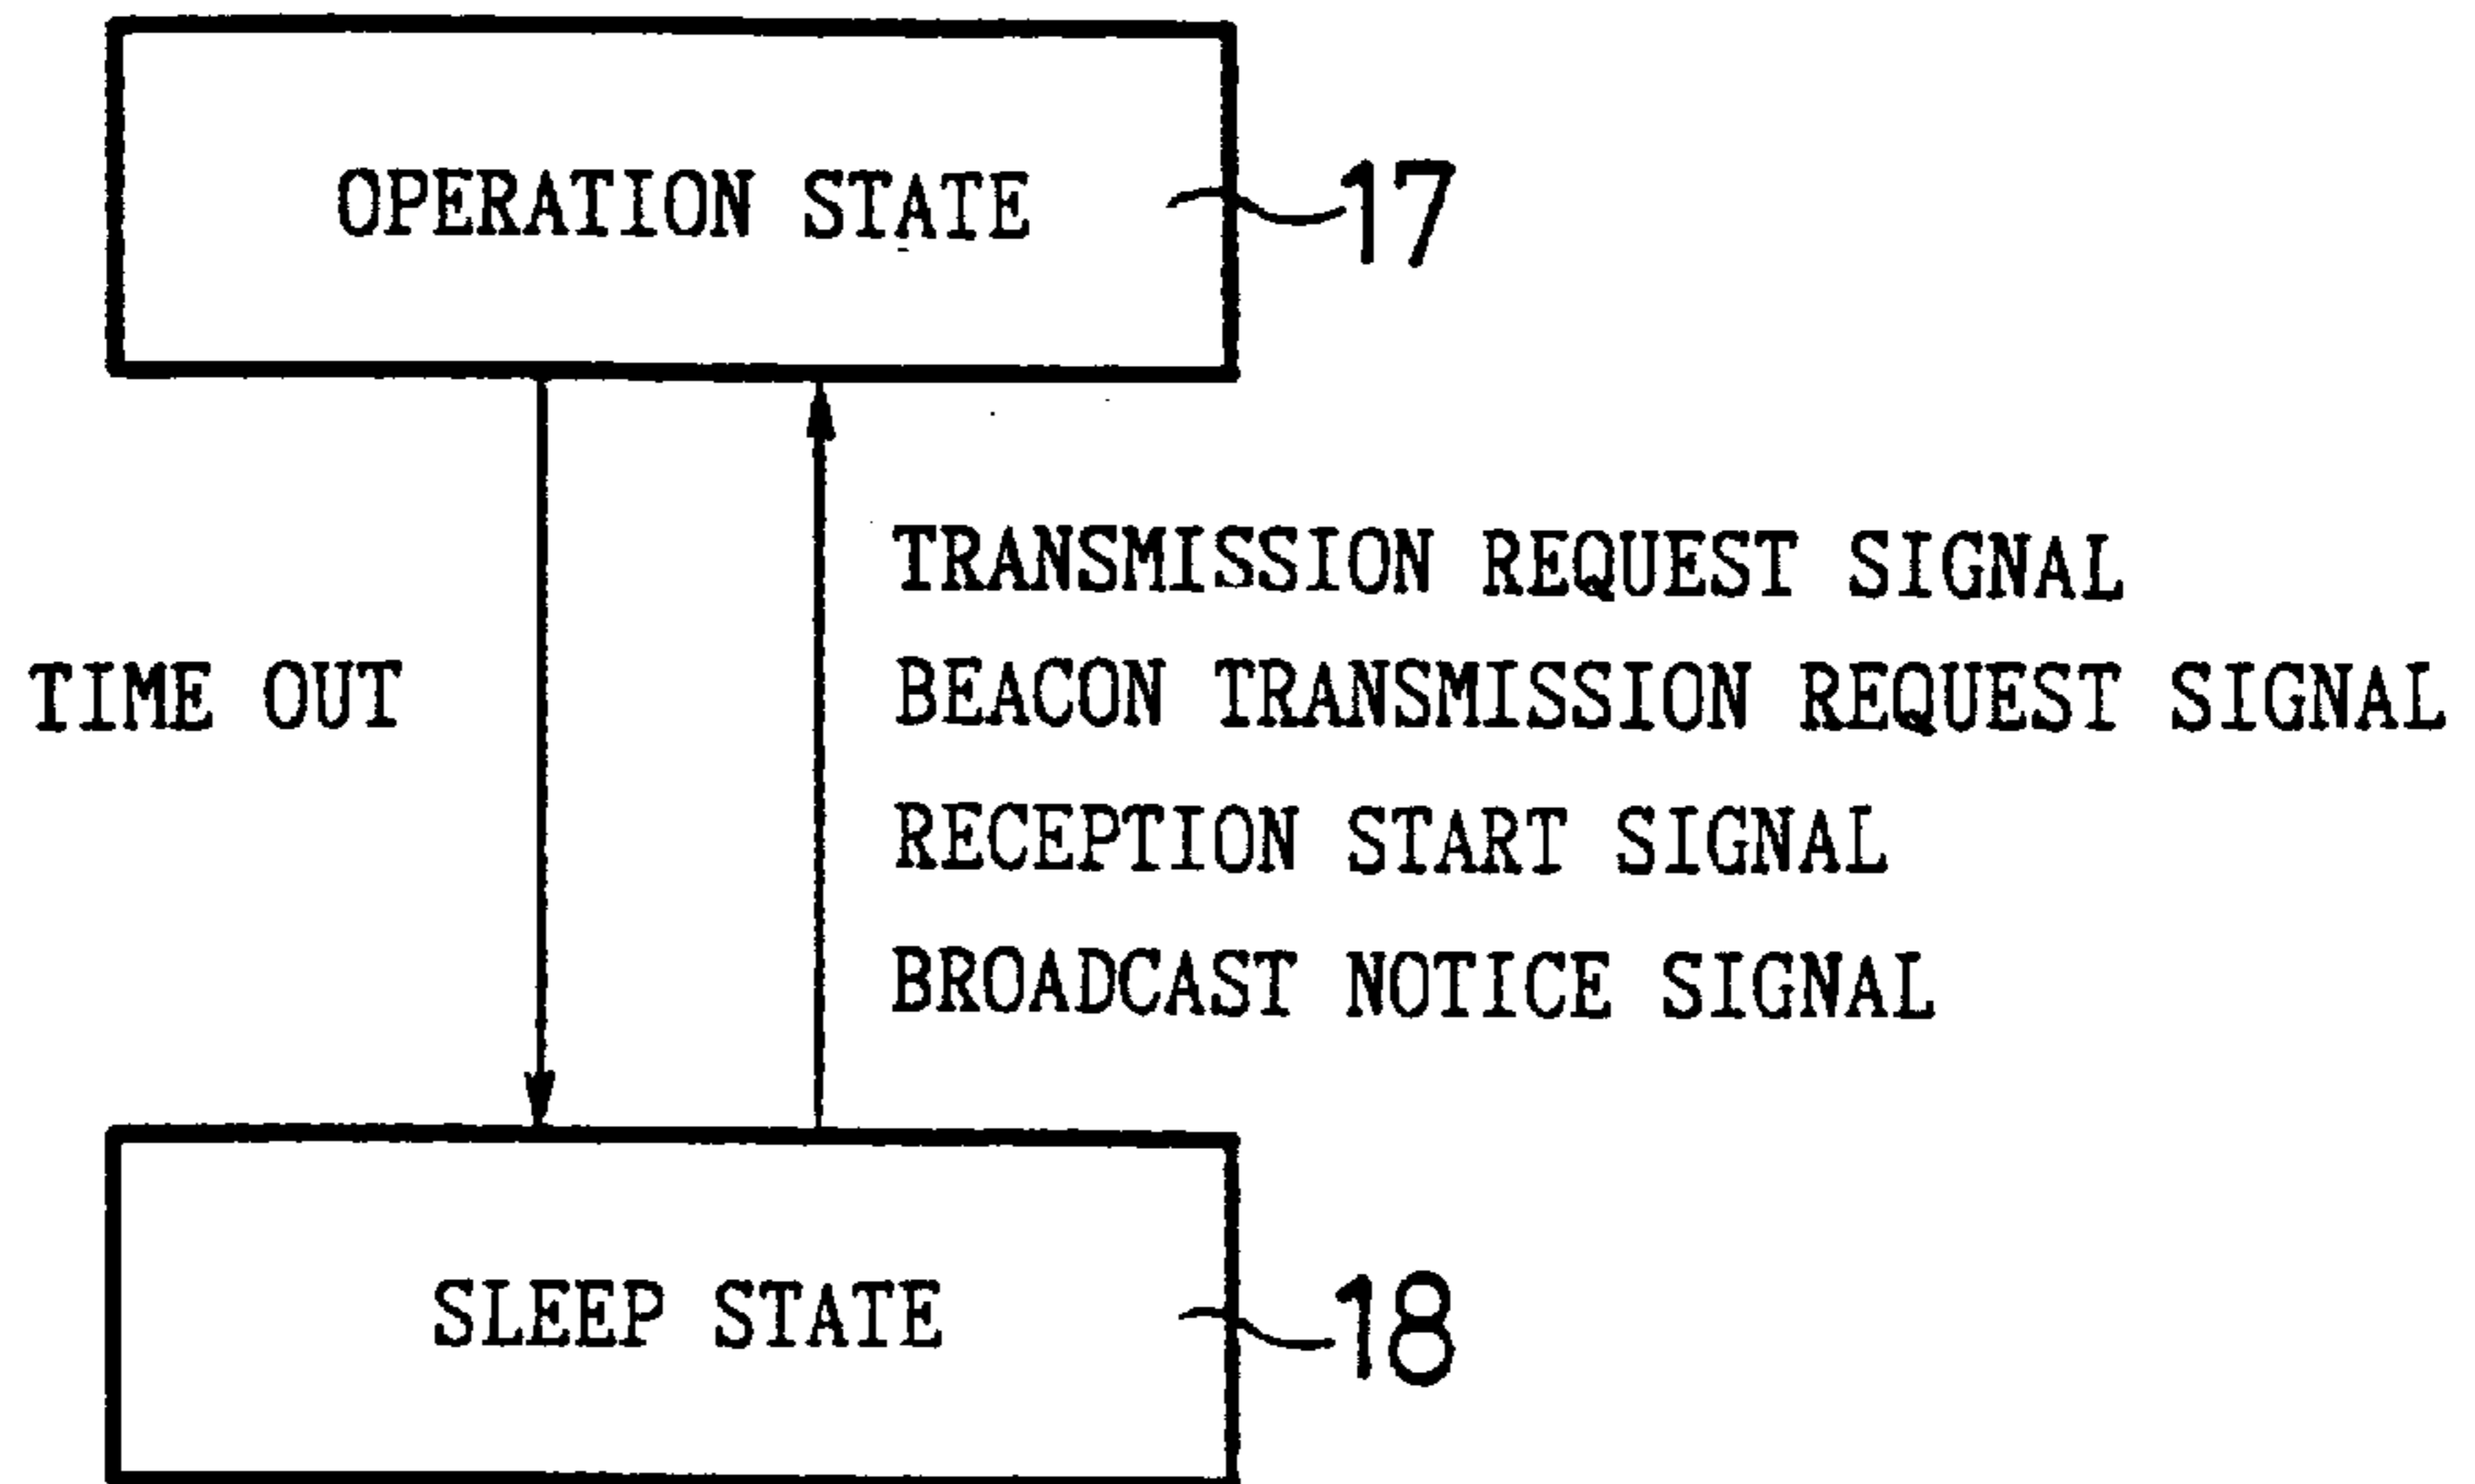 OPERATION STATE
17
TRANSMISSION REQUEST SIGNAL
TIME OUT
BEACON TRANSMISSION REQUEST SIGNAL
RECEPTION START SIGNAL
BROADCAST NOTICE SIGNAL
SLEEP STATE
18